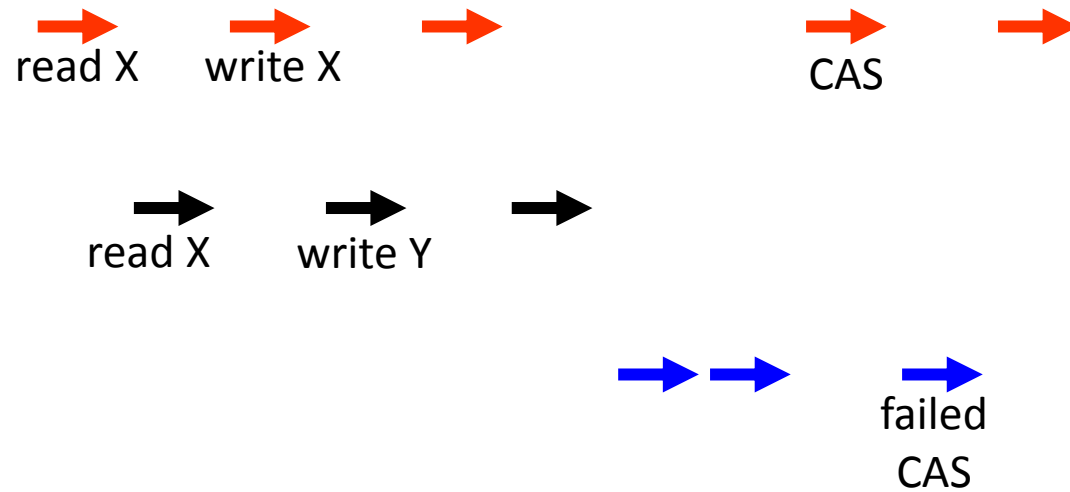 read X write X
CAS
read X write Y
failed
CAS